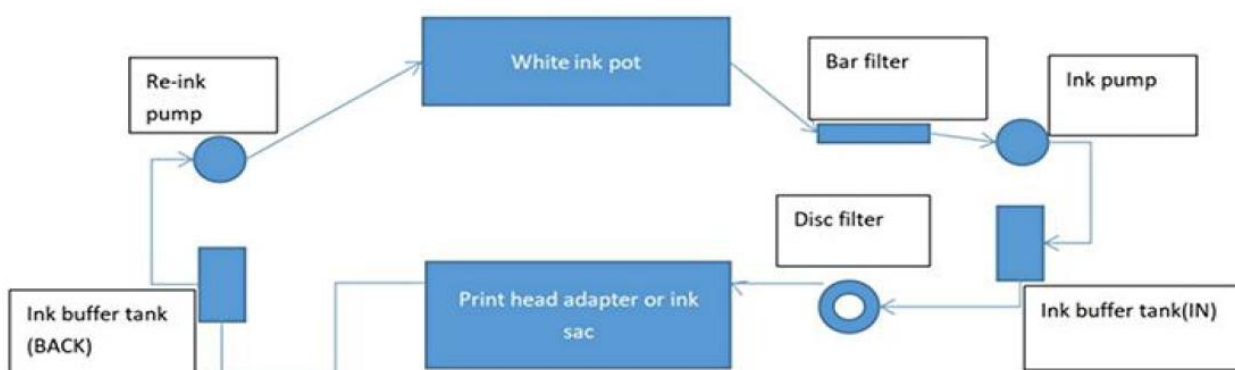 White ink pot
Re-ink
pump
Bar filter
Ink pump
Disc filter
Print head adapter or ink
sac
Ink buffer tank
(BACK)
Ink buffer tank(IN)